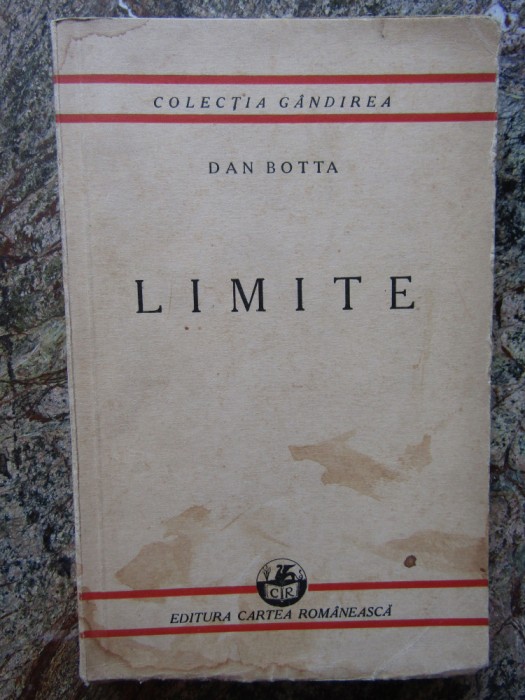 COLECȚIA GÂNDIREA
DAN BOTTA
LIMITE
CR
EDITURA CARTEA ROMÂNEASCĂ